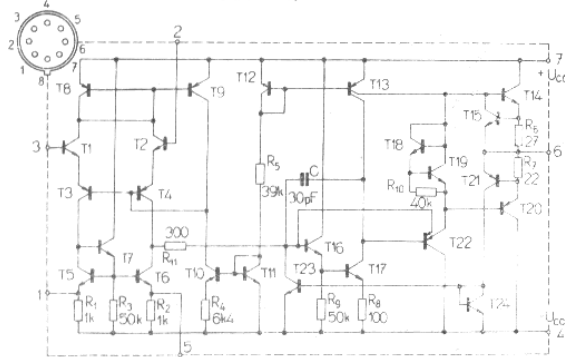 4
3
5
2
6
1
7
8
2
7
+ Ucc
T8
T9
T12
T13
T14
T15
R6
27
3
T1
T2
T18
T19
6
R5
39k
C
30pF
R7
22
T3
T4
R10
40k
T21
T20
300
R11
T7
T16
T22
T5
T6
T10
T11
T23
T17
T24
1
R1
1k
R3
50k
R2
1k
R4
6k4
R9
50k
R8
100
-Ucc
4
5